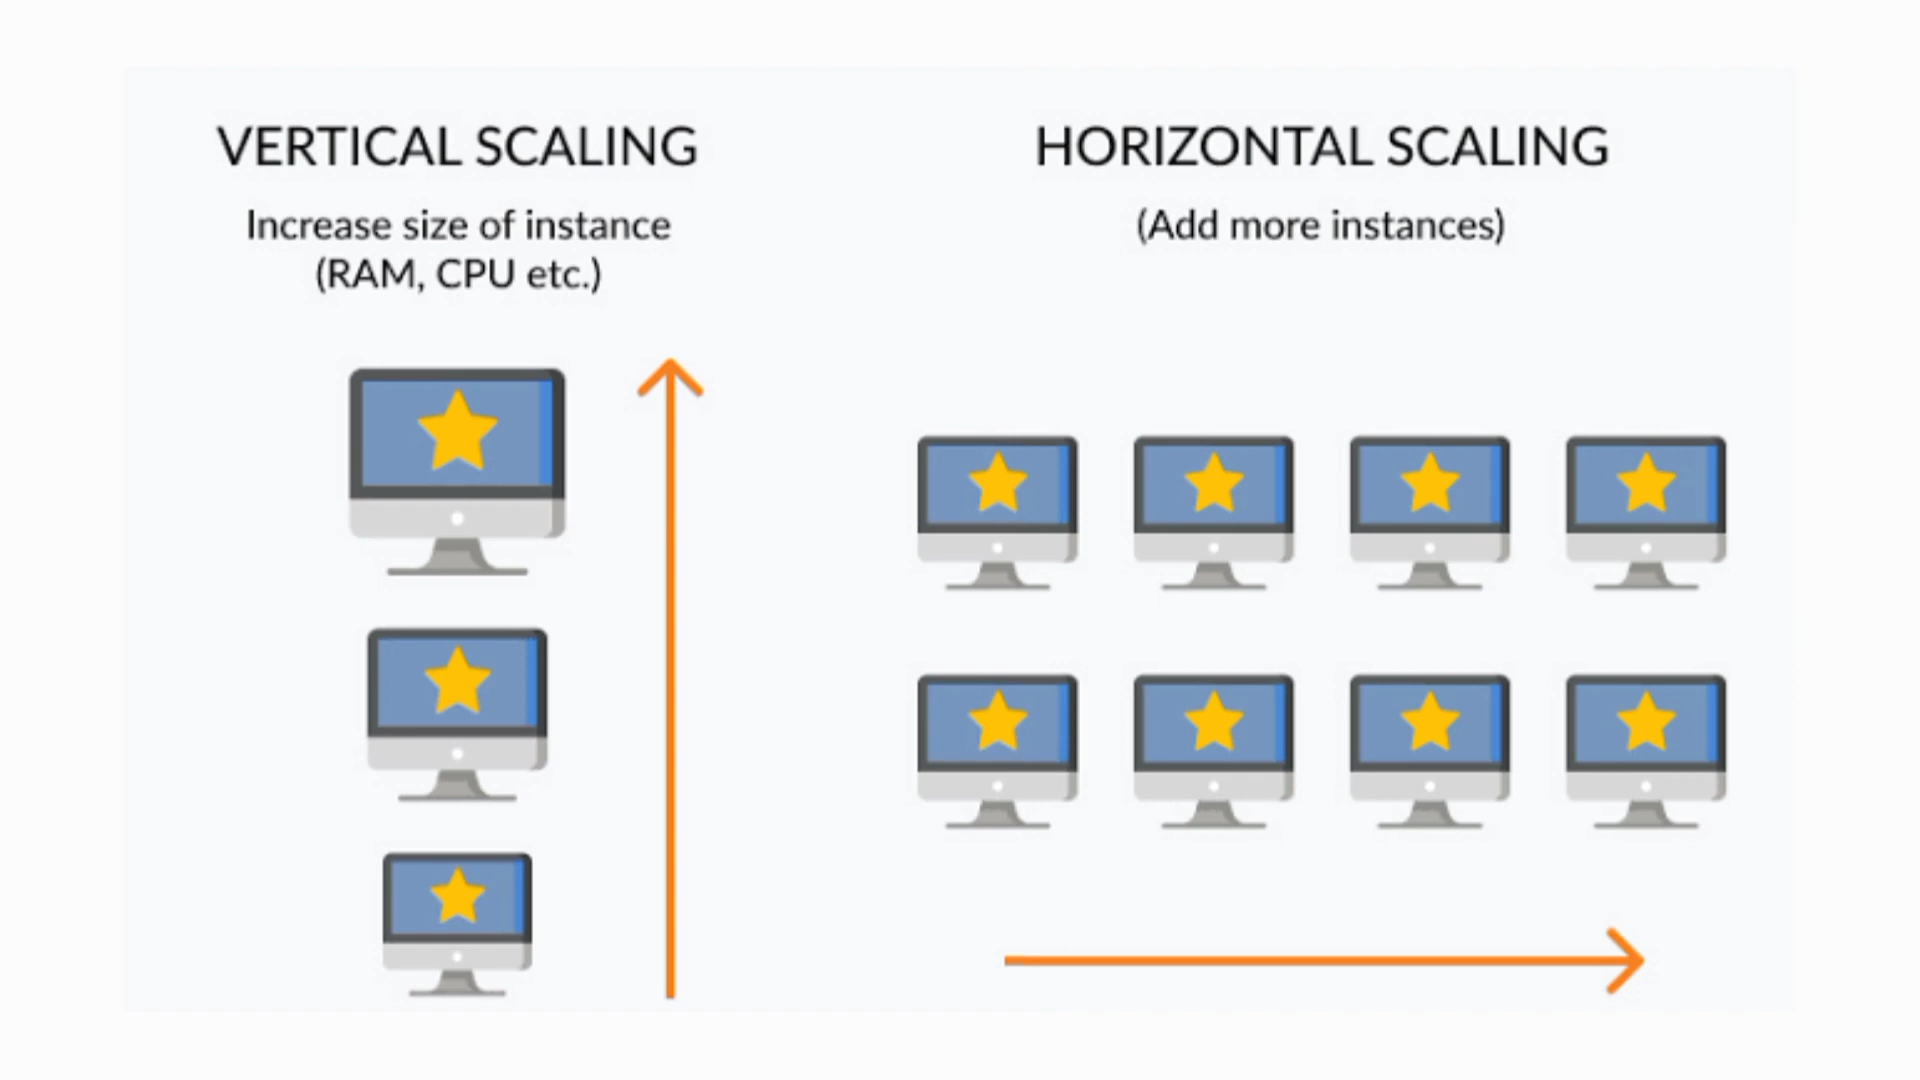 VERTICAL SCALING
Increase size of instance
(RAM, CPU etc.)
HORIZONTAL SCALING
(Add more instances)